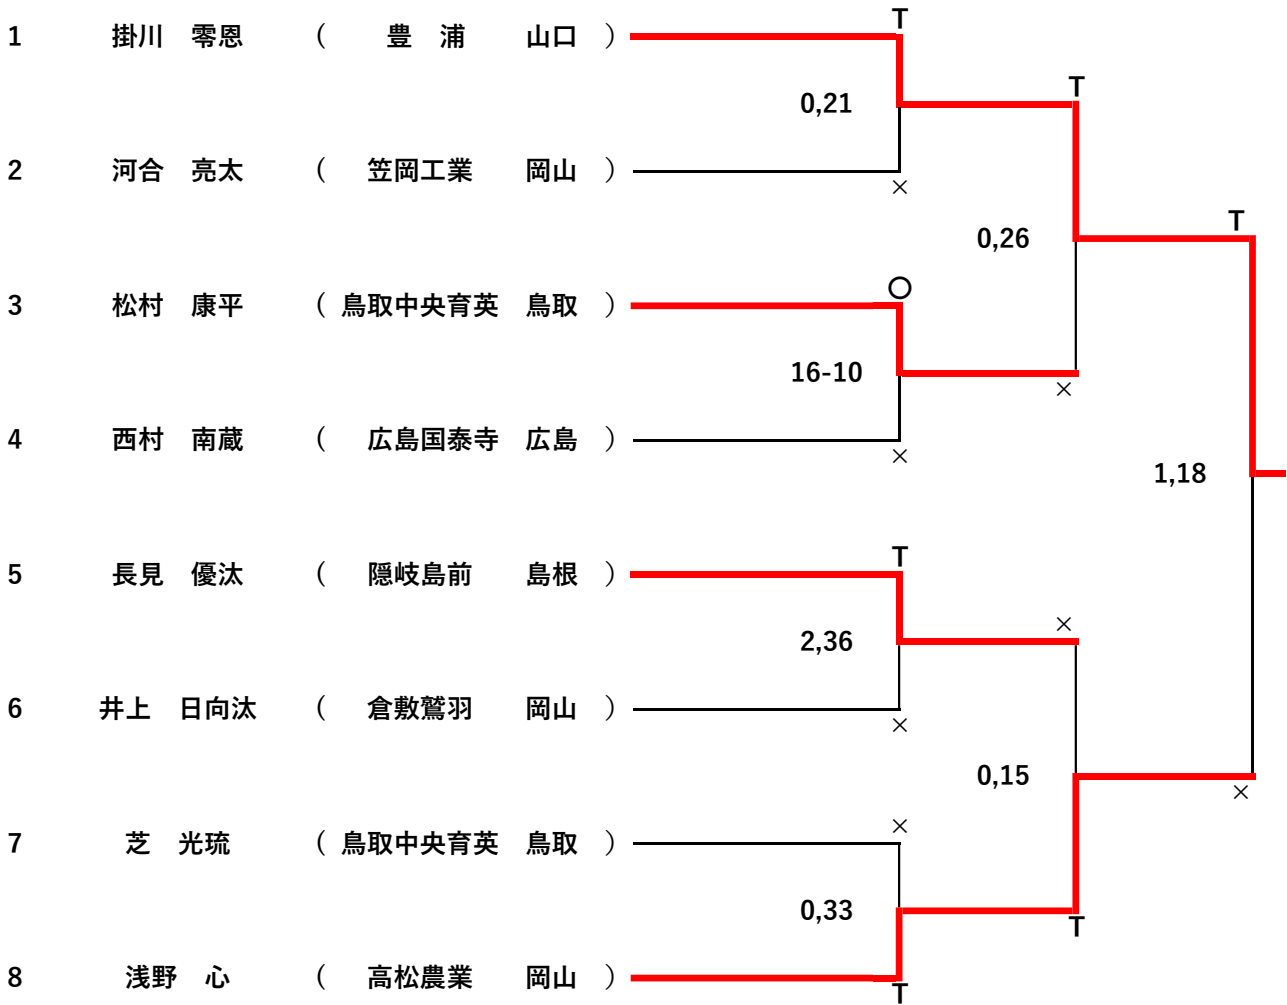 T
1 掛川 零恩 ( 豊 浦 山口 )
T
0,21
2 河合 亮太 ( 笠岡工業 岡山 )
×
T
0,26
○
3 松村 康平 ( 鳥取中央育英 鳥取 )
16-10
×
4 西村 南蔵 ( 広島国泰寺 広島 )
×
1,18
T
5 長見 優汰 ( 隠岐島前 島根 )
×
2,36
6 井上 日向汰 ( 倉敷鷲羽 岡山 )
×
0,15
×
×
7 芝 光琉 ( 鳥取中央育英 鳥取 )
0,33
T
8 浅野 心 ( 高松農業 岡山 )
T